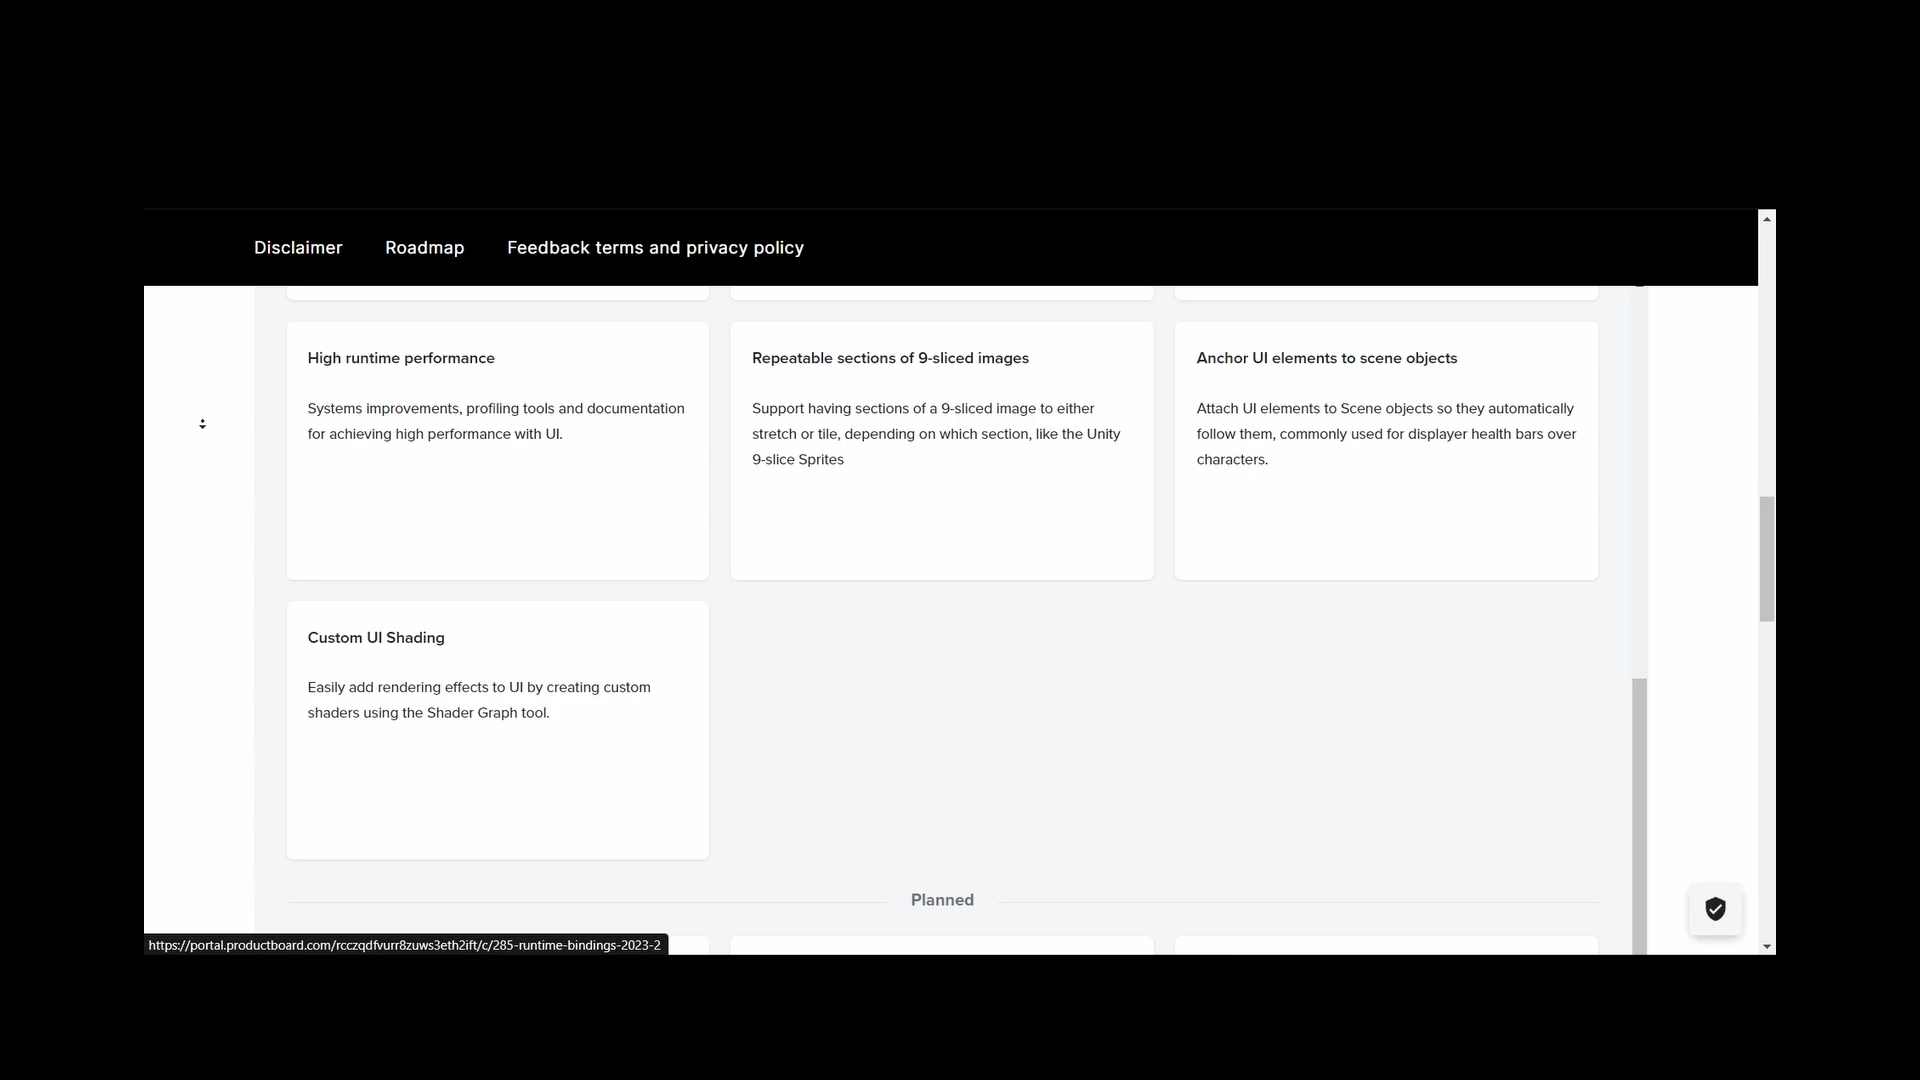 Disclaimer Roadmap Feedback terms and privacy policy
High runtime performance
Systems improvements, profiling tools and documentation
for achieving high performance with UI.
Repeatable sections of 9-sliced images
Support having sections of a 9-sliced image to either
stretch or tile, depending on which section, like the Unity
9-slice Sprites
Anchor UI elements to scene objects
Attach UI elements to Scene objects so they automatically
follow them, commonly used for displayer health bars over
characters.
Custom UI Shading
Easily add rendering effects to UI by creating custom
shaders using the Shader Graph tool.
Planned
https://portal.productboard.com/rcczqdfvurr8zuws3eth2ift/c/285-runtime-bindings-2023-2